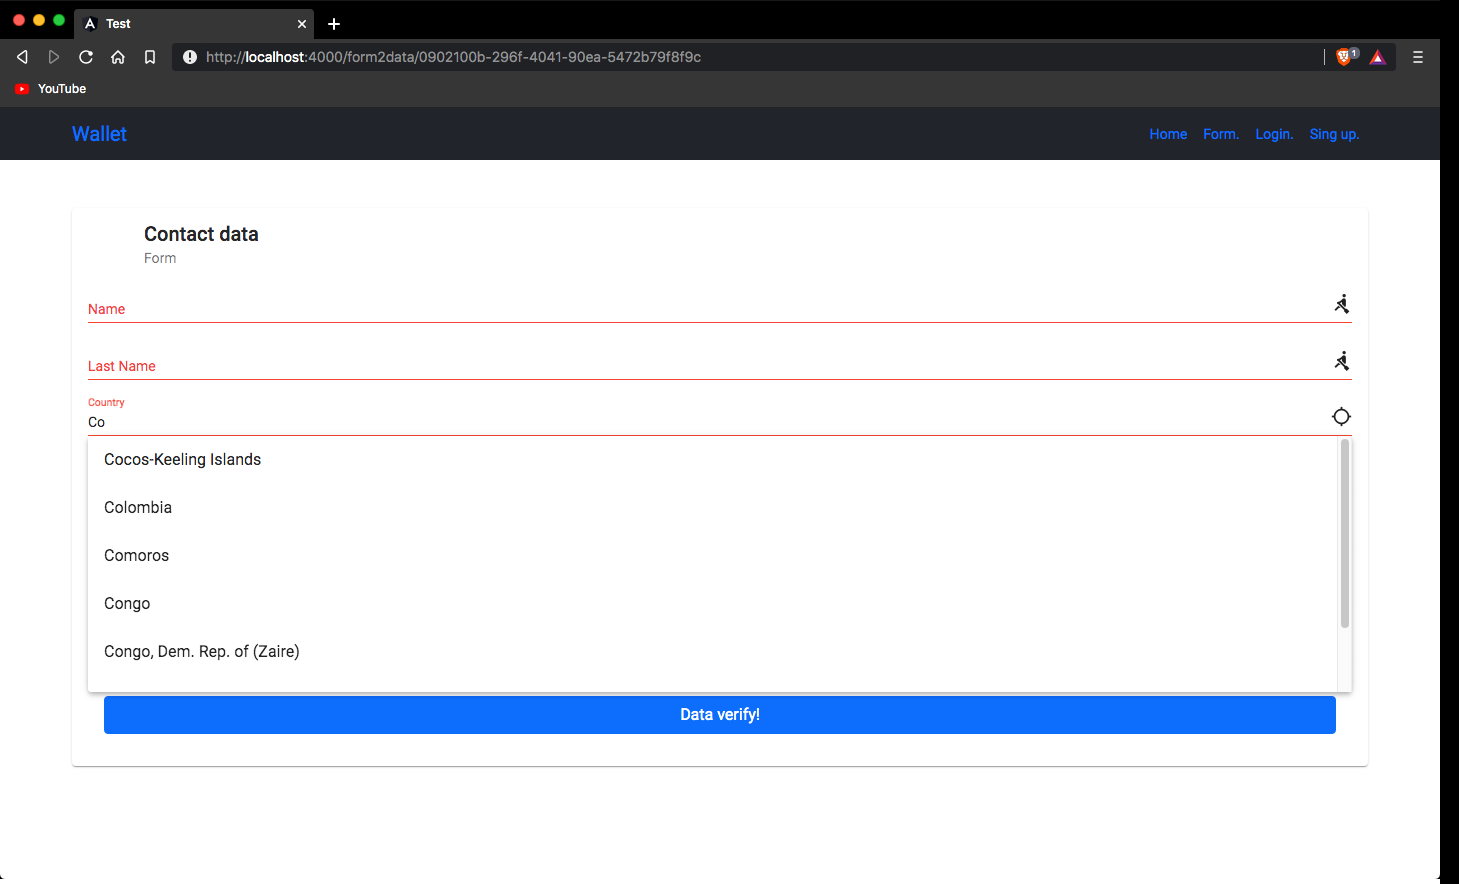 Test
http://localhost:4000/form2data/0902100b-296f-4041-90ea-5472b79f8f9c
1
YouTube
Wallet
Home Form. Login. Sing up.
Contact data
Form
Name
Last Name
Country
Co
Cocos-Keeling Islands
Colombia
Comoros
Congo
Congo, Dem. Rep. of (Zaire)
Data verify!